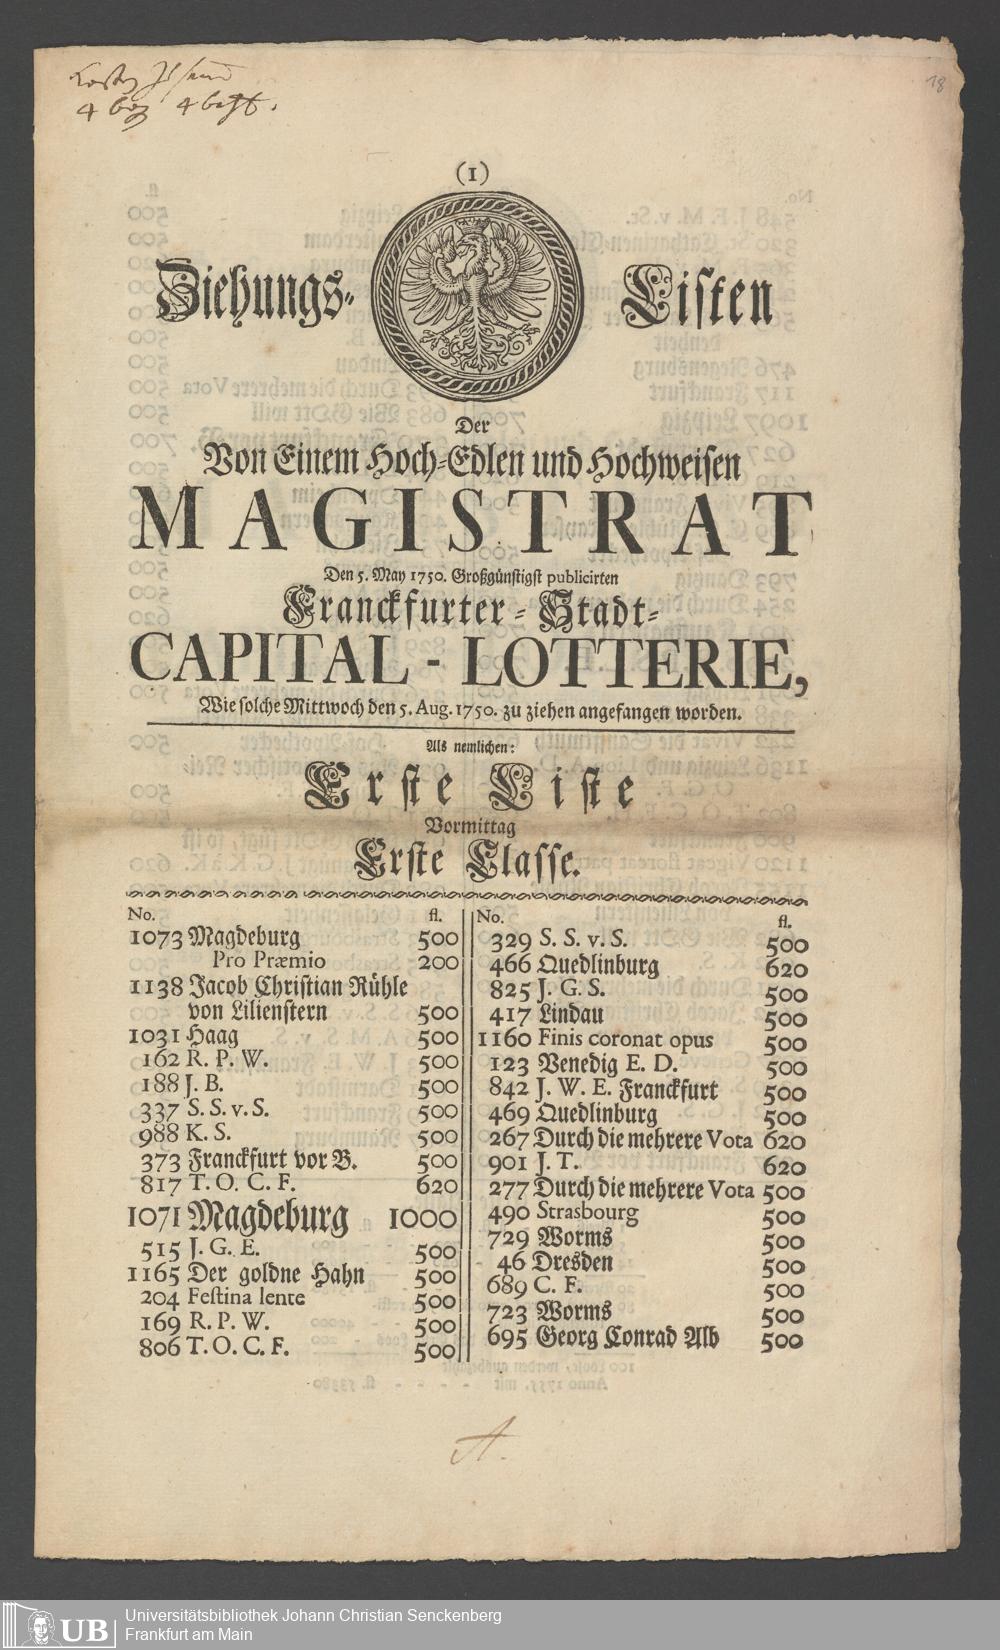 18
(1)
Ziehungs-Listen
Der
Von Einem Hoch-Edlen und Hochweisen
MAGISTRAT
Den 5. May 1750. Großgünstigst publicirten
Franckfurter-Stadt-
CAPITAL-LOTTERIE,
Wie solche Mittwoch den 5. Aug. 1750. zu ziehen angefangen worden.
Als nemlichen:
Erste Liste
Vormittag
Erste Classe.
No. fl.
1073 Magdeburg 500
Pro Præmio 200
1138 Jacob Christian Rühle
von Lilienstern 500
1031 Haag 500
162 R. P. W. 500
188 J. B. 500
337 S. S. v. S. 500
988 K. S. 500
373 Franckfurt vor B. 500
817 T. O. C. F. 620
1071 Magdeburg 1000
515 J. G. E. 500
1165 Der goldne Hahn 500
204 Festina lente 500
169 R. P. W. 500
806 T. O. C. F. 500
No. fl.
329 S. S. v. S. 500
466 Quedlinburg 620
825 J. G. S. 500
417 Lindau 500
1160 Finis coronat opus 500
123 Venedig E. D. 500
842 J. W. E. Franckfurt 500
469 Quedlinburg 500
267 Durch die mehrere Vota 620
901 J. T. 620
277 Durch die mehrere Vota 500
490 Strasbourg 500
729 Worms 500
46 Dresden 500
689 C. F. 500
723 Worms 500
695 Georg Conrad Alb 500
A.
UB
Universitätsbibliothek Johann Christian Senckenberg
Frankfurt am Main